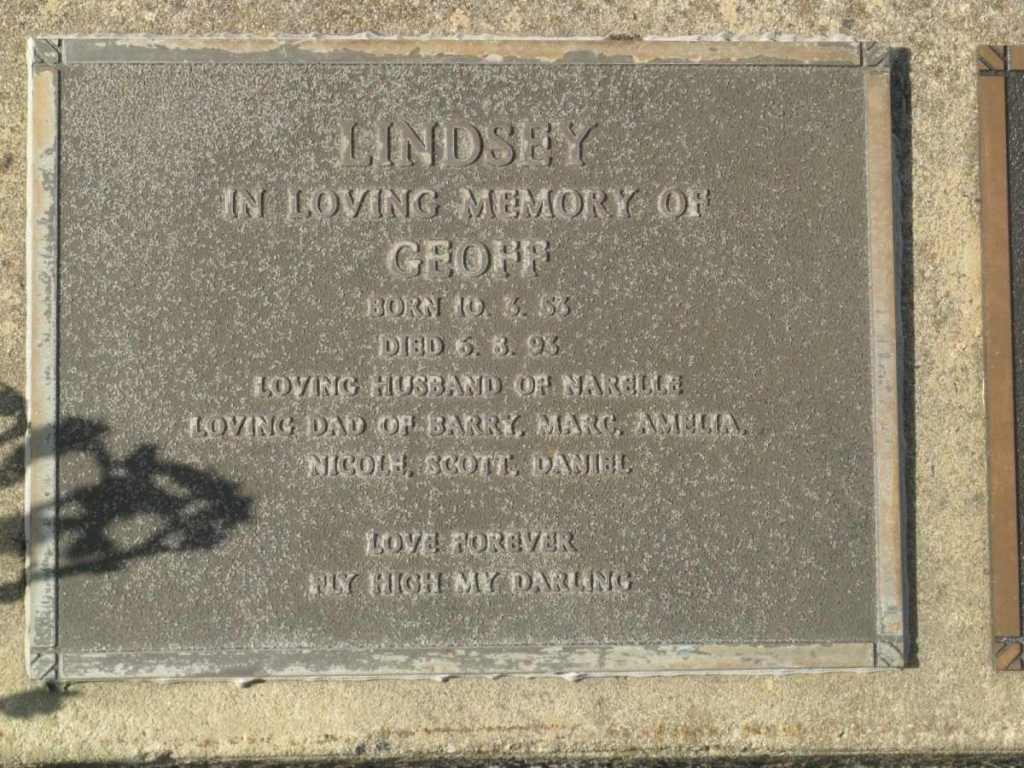 LINDSEY
IN LOVING MEMORY OF
GEOFF
BORN 10. 3. 53
DIED 6. 8. 93
LOVING HUSBAND OF NARELLE
LOVING DAD OF BARRY, MARC, AMELIA,
NICOLE, SCOTT, DANIEL
LOVE FOREVER
FLY HIGH MY DARLING